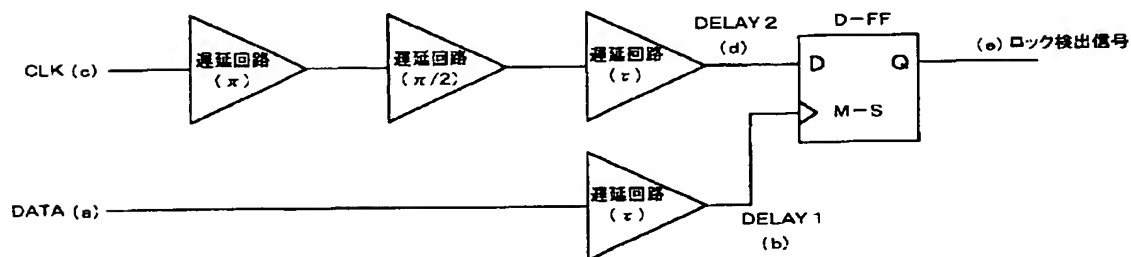 DELAY 2
(d)
D-FF
(e) ロック検出信号
CLK (c)
遅延回路
(π)
遅延回路
(π/2)
遅延回路
(τ)
D
Q
M-S
DATA (a)
遅延回路
(τ)
DELAY 1
(b)